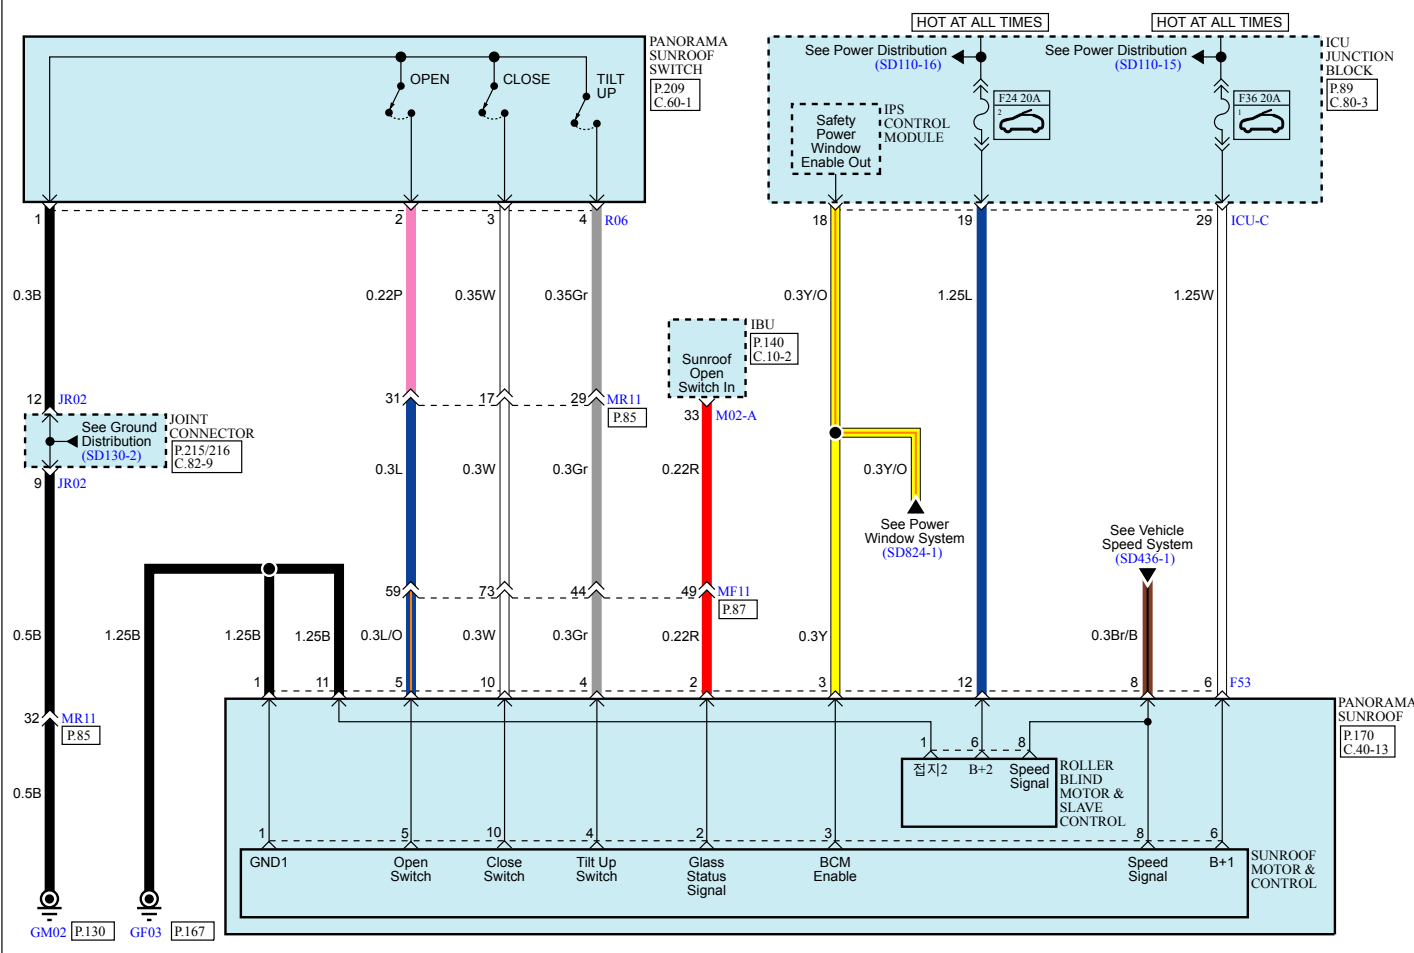 HOT AT ALL TIMES
HOT AT ALL TIMES
PANORAMA
SUNROOF
SWITCH
P.209
C.60-1
OPEN
CLOSE
TILT
UP
See Power Distribution
(SD110-16)
See Power Distribution
(SD110-15)
ICU
JUNCTION
BLOCK
P.89
C.80-3
F24 20A
2
F36 20A
1
Safety
Power
Window
Enable Out
IPS
CONTROL
MODULE
1
2
3
4
R06
18
19
29
ICU-C
0.3B
0.22P
0.35W
0.35Gr
0.3Y/O
1.25L
1.25W
IBU
P.140
C.10-2
Sunroof
Open
Switch In
12
JR02
31
17
29
MR11
P.85
33
M02-A
See Ground
Distribution
(SD130-2)
JOINT
CONNECTOR
P.215/216
C.82-9
9
JR02
0.3L
0.3W
0.3Gr
0.22R
0.3Y/O
See Power
Window System
(SD824-1)
See Vehicle
Speed System
(SD436-1)
59
73
44
49
MF11
P.87
0.5B
1.25B
1.25B
1.25B
0.3L/O
0.3W
0.3Gr
0.22R
0.3Y
0.3Br/B
1
11
5
10
4
2
3
12
8
6
F53
32
MR11
P.85
PANORAMA
SUNROOF
P.170
C.40-13
1
6
8
접지2
B+2
Speed
Signal
ROLLER
BLIND
MOTOR &
SLAVE
CONTROL
0.5B
1
5
10
4
2
3
8
6
GND1
Open
Switch
Close
Switch
Tilt Up
Switch
Glass
Status
Signal
BCM
Enable
Speed
Signal
B+1
SUNROOF
MOTOR &
CONTROL
GM02
P.130
GF03
P.167